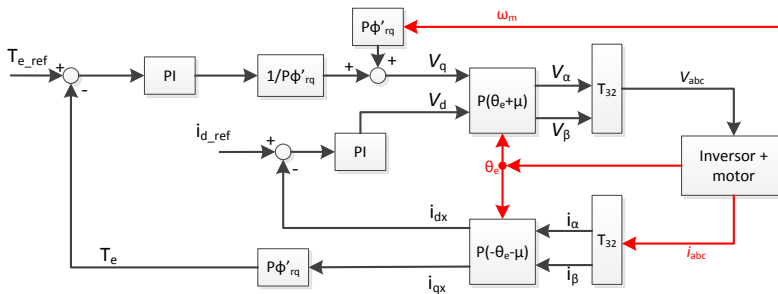 Pϕ'rq
ωm
Te_ref
+
-
PI
1/Pϕ'rq
+
+
Vq
Vd
P(θe+μ)
Vα
Vβ
T32
Vabc
id_ref
+
-
PI
θe
Inversor +
motor
idx
P(-θe-μ)
iα
iβ
T32
iabc
Te
Pϕ'rq
iqx